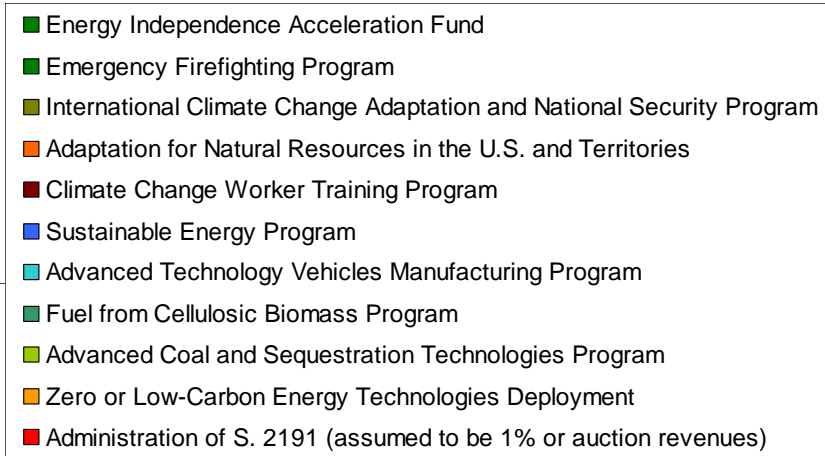 Energy Independence Acceleration Fund
Emergency Firefighting Program
International Climate Change Adaptation and National Security Program
Adaptation for Natural Resources in the U.S. and Territories
Climate Change Worker Training Program
Sustainable Energy Program
Advanced Technology Vehicles Manufacturing Program
Fuel from Cellulosic Biomass Program
Advanced Coal and Sequestration Technologies Program
Zero or Low-Carbon Energy Technologies Deployment
Administration of S. 2191 (assumed to be 1% or auction revenues)